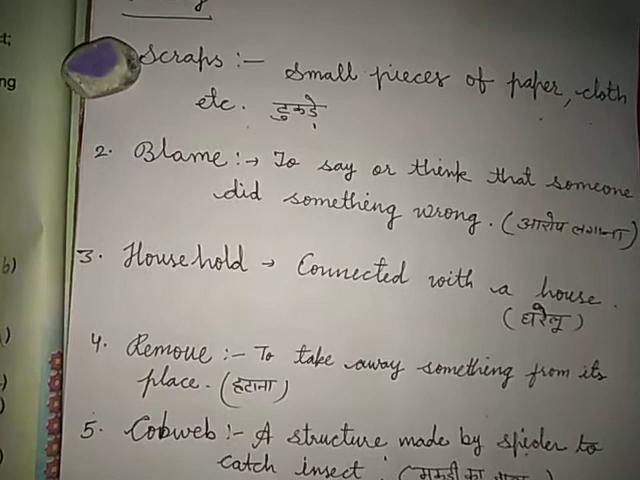 Scraps :- Small pieces of paper, cloth
etc. टुकड़े
2. Blame :→ To say or think that someone
did something wrong. (आरोप लगाना)
3. Household → Connected with a house.
(घरेलू)
4. Remove :- To take away something from its
place. (हटाना)
5. Cobweb :- A structure made by spider to
catch insect (मकड़ी का